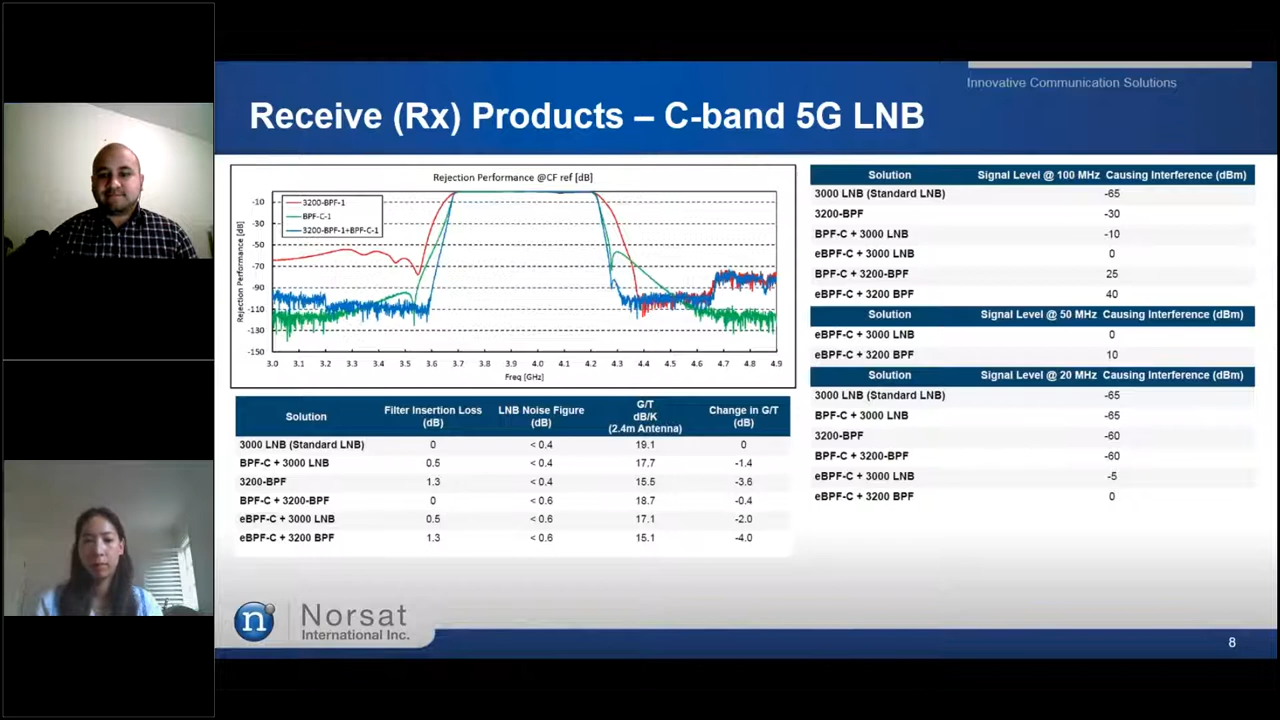 Innovative Communication Solutions
Receive (Rx) Products – C-band 5G LNB
Rejection Performance @CF ref [dB]
Rejection Performance [dB]
-10
-30
-50
-70
-90
-110
-130
-150
3200-BPF-1
BPF-C-1
3200-BPF-1+BPF-C-1
3.0 3.1 3.2 3.3 3.4 3.5 3.6 3.7 3.8 3.9 4.0 4.1 4.2 4.3 4.4 4.5 4.6 4.7 4.8 4.9
Freq [GHz]
Solution Filter Insertion Loss (dB) LNB Noise Figure (dB) G/T dB/K (2.4m Antenna) Change in G/T (dB)
3000 LNB (Standard LNB) 0 < 0.4 19.1 0
BPF-C + 3000 LNB 0.5 < 0.4 17.7 -1.4
3200-BPF 1.3 < 0.4 15.5 -3.6
BPF-C + 3200-BPF 0 < 0.6 18.7 -0.4
eBPF-C + 3000 LNB 0.5 < 0.6 17.1 -2.0
eBPF-C + 3200 BPF 1.3 < 0.6 15.1 -4.0
Solution Signal Level @ 100 MHz Causing Interference (dBm)
3000 LNB (Standard LNB) -65
3200-BPF -30
BPF-C + 3000 LNB -10
eBPF-C + 3000 LNB 0
BPF-C + 3200-BPF 25
eBPF-C + 3200 BPF 40
Solution Signal Level @ 50 MHz Causing Interference (dBm)
eBPF-C + 3000 LNB 0
eBPF-C + 3200 BPF 10
Solution Signal Level @ 20 MHz Causing Interference (dBm)
3000 LNB (Standard LNB) -65
BPF-C + 3000 LNB -65
3200-BPF -60
BPF-C + 3200-BPF -60
eBPF-C + 3000 LNB -5
eBPF-C + 3200 BPF 0
n
Norsat
International Inc.
8